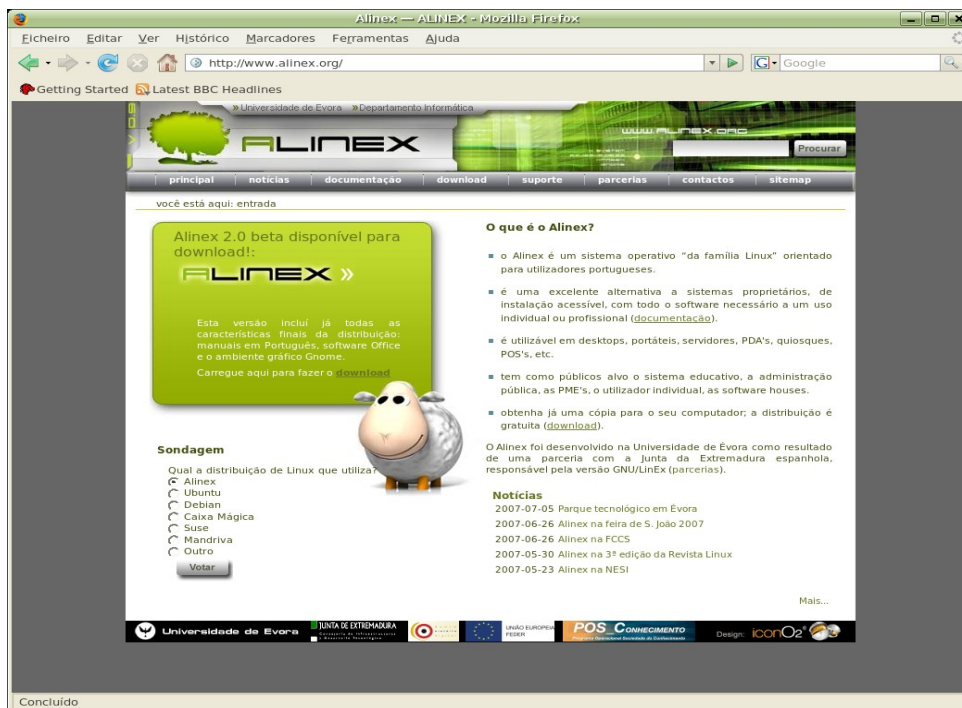 Alinex — ALINEX - Mozilla Firefox
Ficheiro Editar Ver Histórico Marcadores Ferramentas Ajuda
http://www.alinex.org/
G Google
Getting Started Latest BBC Headlines
» Universidade de Evora » Departamento Informática
ALINEX
www.ALINEX.ORG
Procurar
principal notícias documentação download suporte parcerias contactos sitemap
você está aqui: entrada
Alinex 2.0 beta disponível para
download!:
ALINEX »
Esta versão incluí já todas as
características finais da distribuição:
manuais em Português, software Office
e o ambiente gráfico Gnome.
Carregue aqui para fazer o download
Sondagem
Qual a distribuição de Linux que utiliza?
Alinex
Ubuntu
Debian
Caixa Mágica
Suse
Mandriva
Outro
Votar
O que é o Alinex?
o Alinex é um sistema operativo “da família Linux” orientado
para utilizadores portugueses.
é uma excelente alternativa a sistemas proprietários, de
instalação acessível, com todo o software necessário a um uso
individual ou profissional (documentação).
é utilizável em desktops, portáteis, servidores, PDA's, quiosques,
POS's, etc.
tem como públicos alvo o sistema educativo, a administração
pública, as PME's, o utilizador individual, as software houses.
obtenha já uma cópia para o seu computador; a distribuição é
gratuita (download).
O Alinex foi desenvolvido na Universidade de Évora como resultado
de uma parceria com a Junta da Extremadura espanhola,
responsável pela versão GNU/LinEx (parcerias).
Notícias
2007-07-05 Parque tecnológico em Évora
2007-06-26 Alinex na feira de S. João 2007
2007-06-26 Alinex na FCCS
2007-05-30 Alinex na 3ª edição da Revista Linux
2007-05-23 Alinex na NESI
Mais...
Universidade de Evora
JUNTA DE EXTREMADURA
UNIÃO EUROPEIA
FEDER
POS_CONHECIMENTO
Programa Operacional Sociedade do Conhecimento
Design: iconO2
Concluído